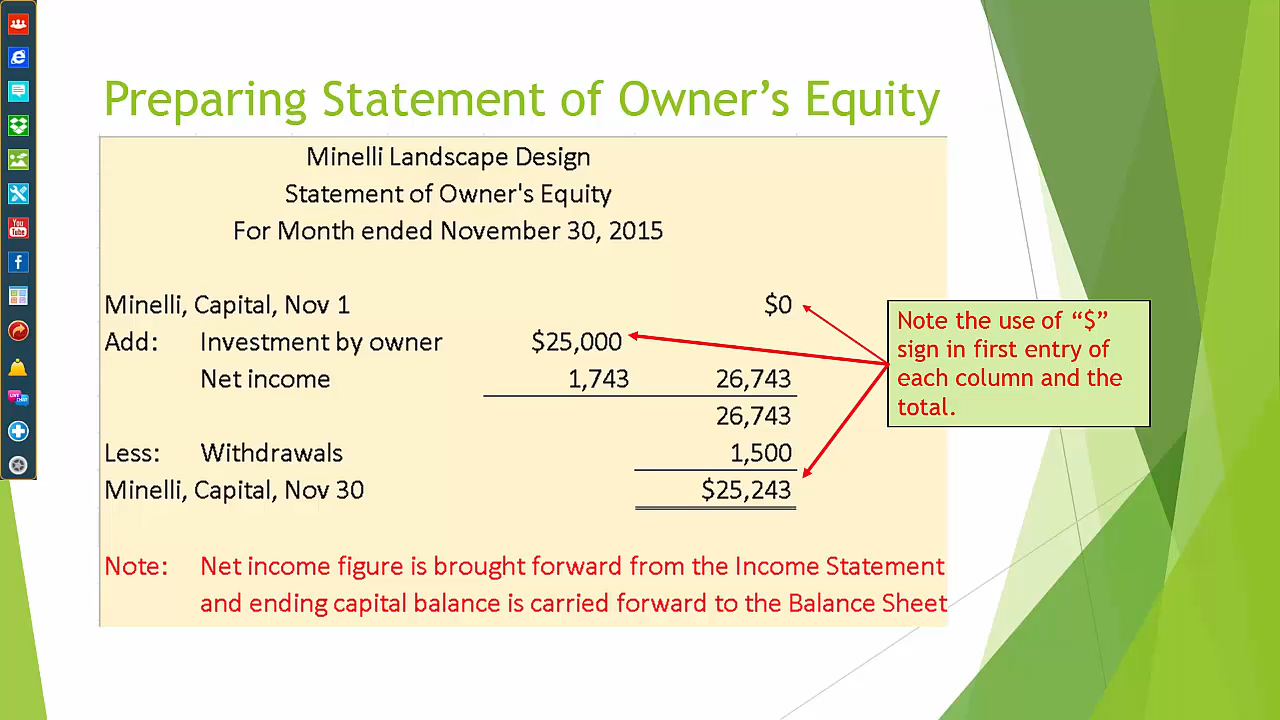 Preparing Statement of Owner's Equity
Minelli Landscape Design
Statement of Owner's Equity
For Month ended November 30, 2015
Minelli, Capital, Nov 1 $0
Add: Investment by owner $25,000
Net income 1,743 26,743
26,743
Less: Withdrawals 1,500
Minelli, Capital, Nov 30 $25,243
Note the use of “$”
sign in first entry of
each column and the
total.
Note: Net income figure is brought forward from the Income Statement
and ending capital balance is carried forward to the Balance Sheet
You
Tube